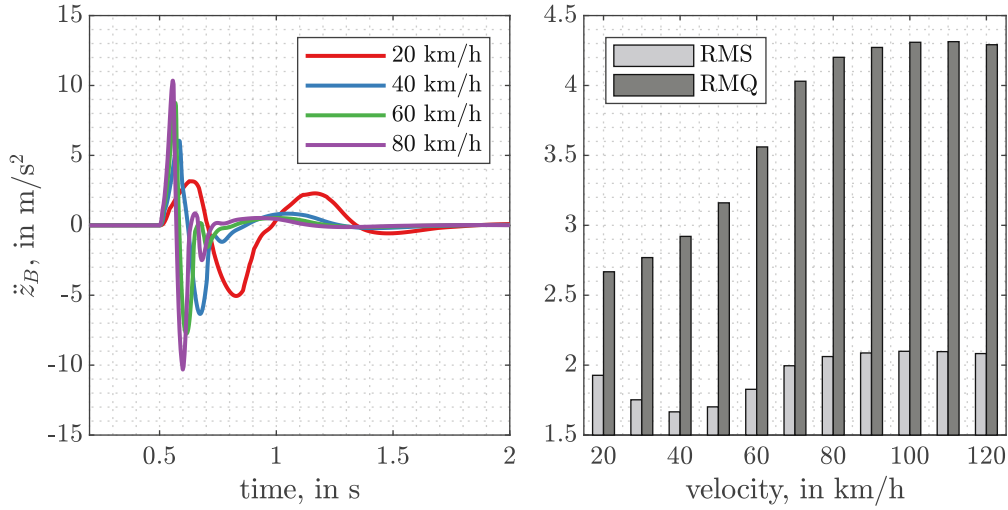 15
10
5
0
-5
-10
-15
0.5
1
1.5
2
z̈_B, in m/s²
time, in s
20 km/h
40 km/h
60 km/h
80 km/h
4.5
4
3.5
3
2.5
2
1.5
20
40
60
80
100
120
velocity, in km/h
RMS
RMQ